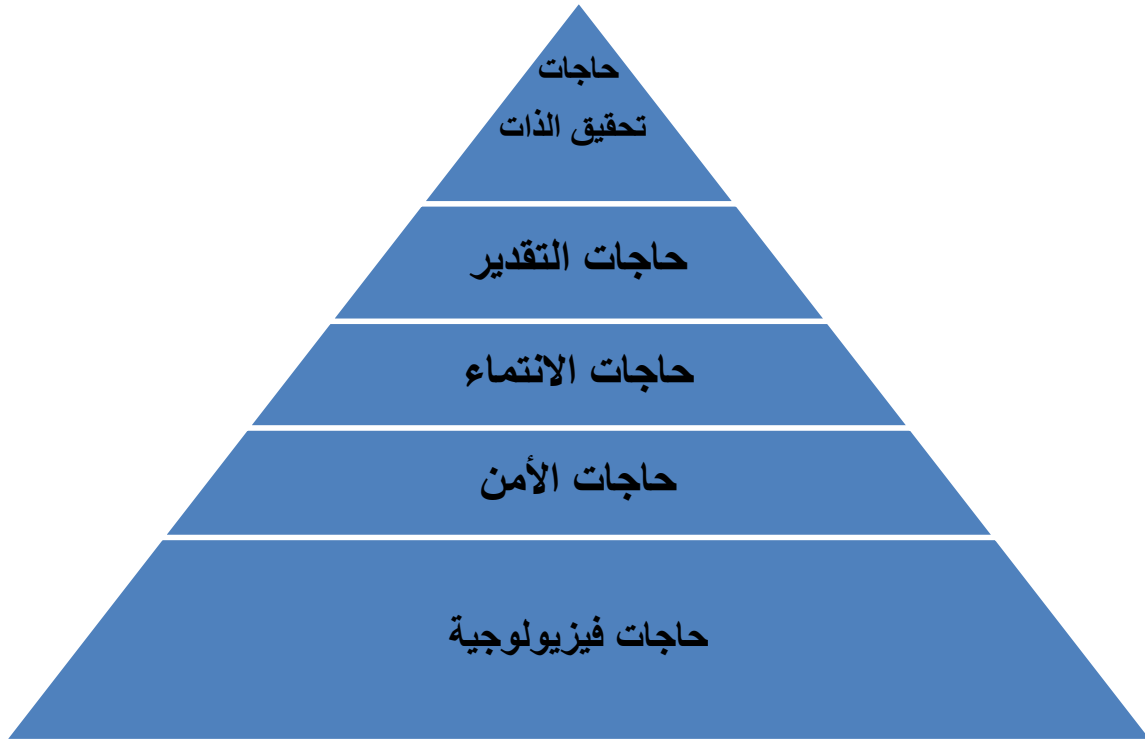 حاجات
تحقيق الذات
حاجات التقدير
حاجات الانتماء
حاجات الأمن
حاجات فيزيولوجية